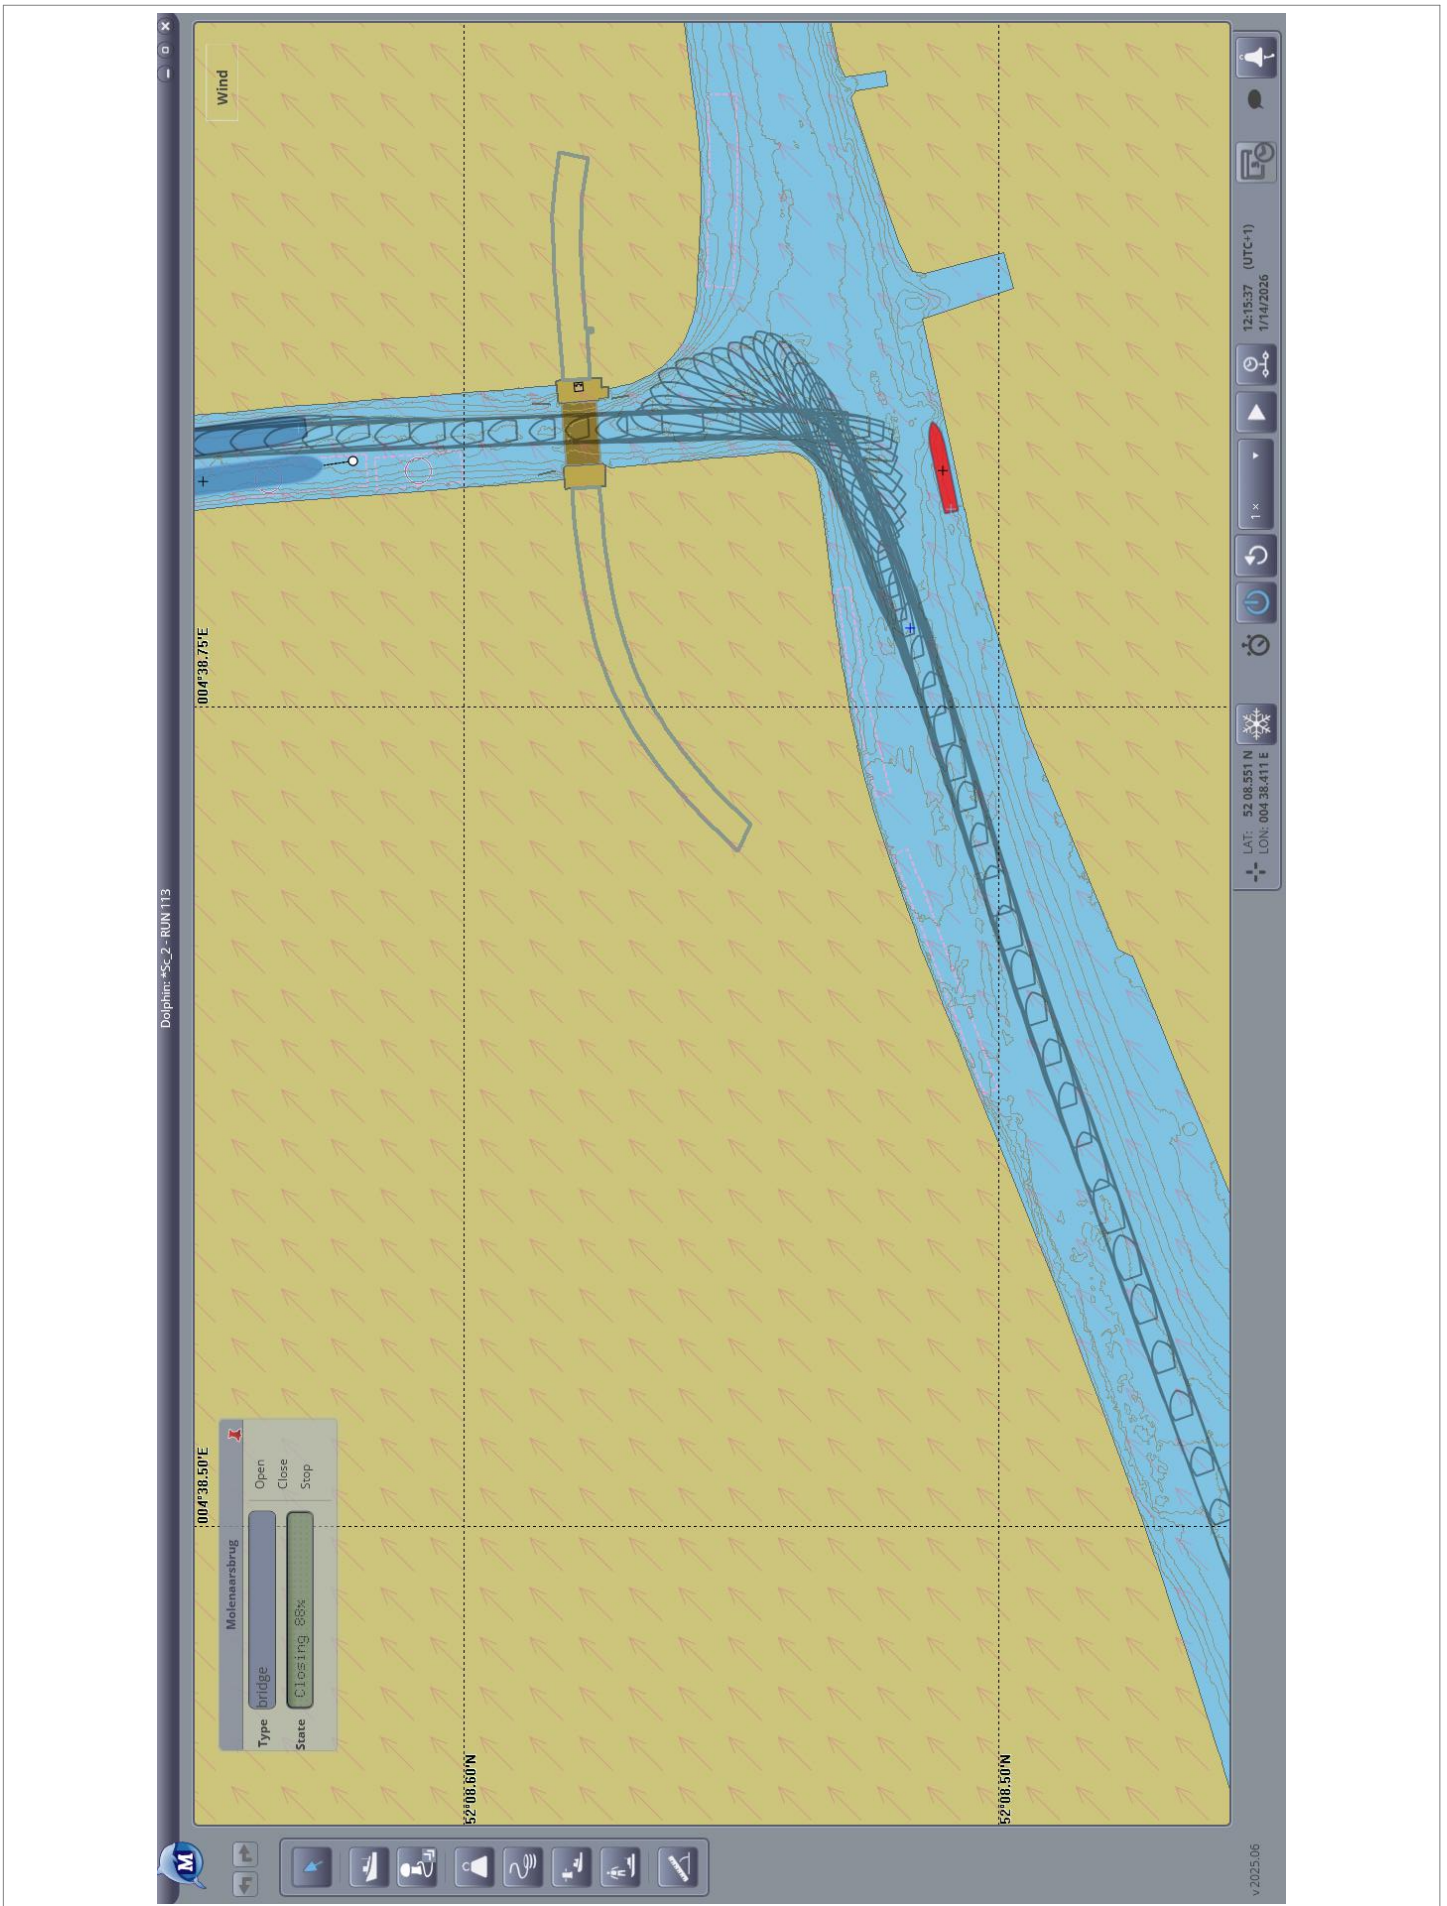 Dolphin: *Sc_2 - RUN 113
Molenaarsbrug
Type bridge
State Closing 88%
Open
Close
Stop
004°38.50'E
004°38.75'E
Wind
52°08.60'N
52°08.50'N
v 2025.06
LAT: 52 08.551 N
LON: 004 38.411 E
1 ×
12:15:37 (UTC+1)
1/14/2026
M